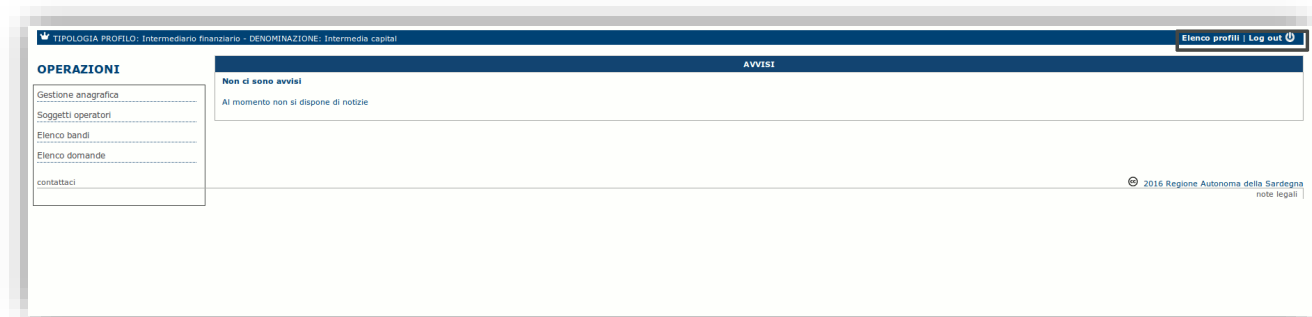 TIPOLOGIA PROFILO: Intermediario finanziario - DENOMINAZIONE: Intermedia capital
Elenco profili | Log out
OPERAZIONI
Gestione anagrafica
Soggetti operatori
Elenco bandi
Elenco domande
contattaci
AVVISI
Non ci sono avvisi
Al momento non si dispone di notizie
2016 Regione Autonoma della Sardegna
note legali